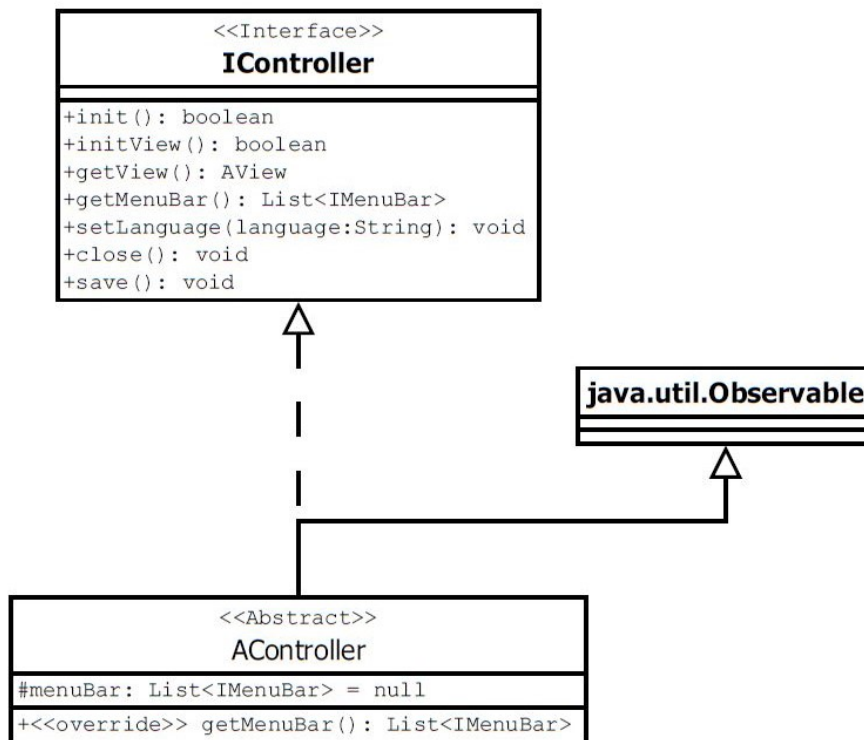 <<Interface>>
IController
+init(): boolean
+initView(): boolean
+getView(): AView
+getMenuBar(): List<IMenuBar>
+setLanguage(language:String): void
+close(): void
+save(): void
java.util.Observable
<<Abstract>>
AController
#menuBar: List<IMenuBar> = null
+<<override>> getMenuBar(): List<IMenuBar>